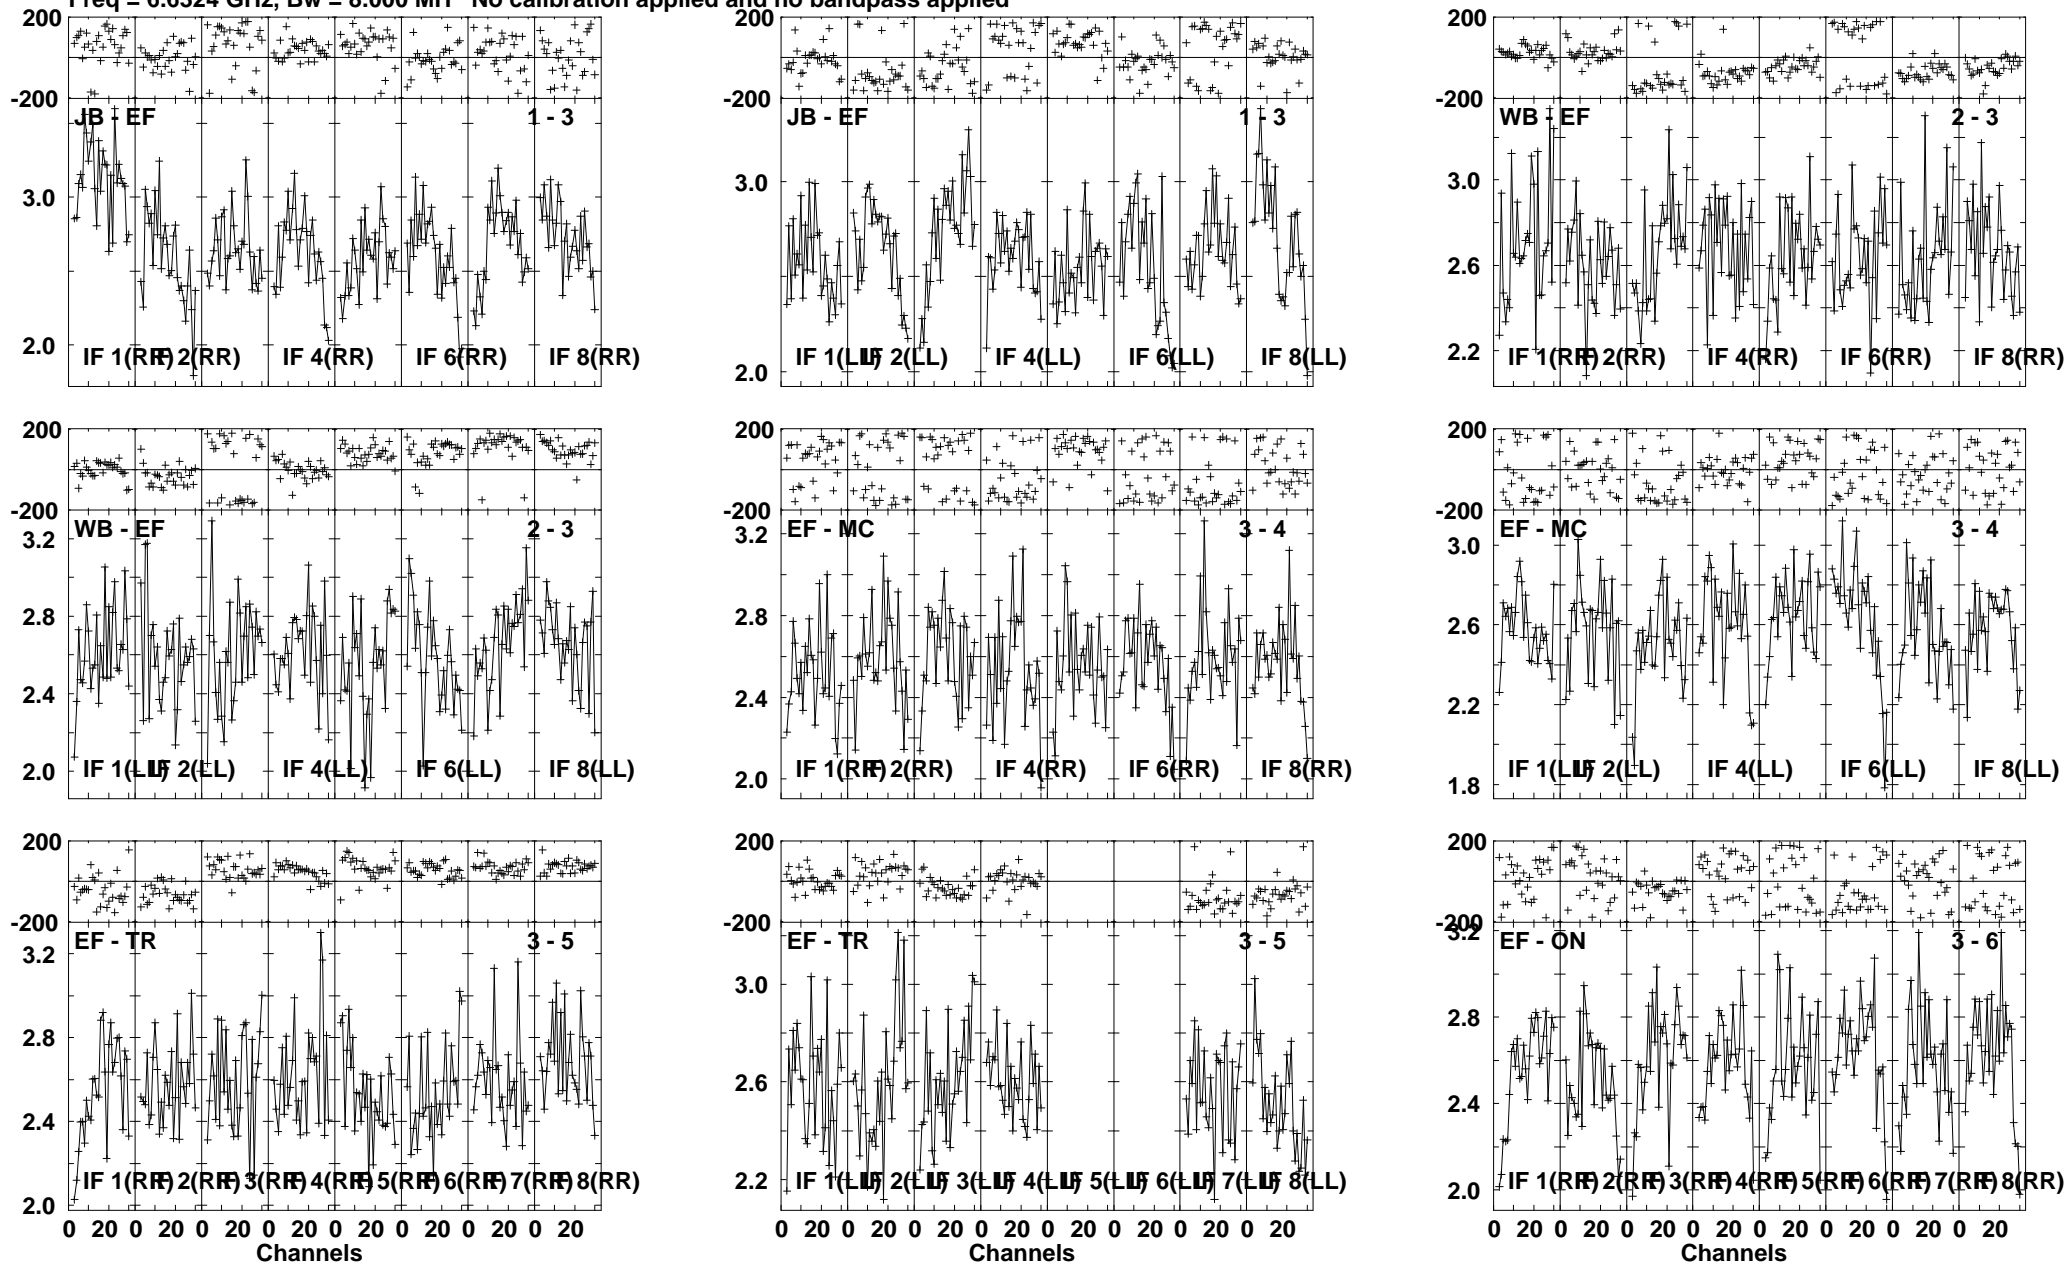 Freq = 6.6324 GHz, Bw = 8.000 MH No calibration applied and no bandpass applied
200
-200
JB - EF 1 - 3
3.0
2.0
IF 1(RR) IF 2(RR) IF 4(RR) IF 6(RR) IF 8(RR)
200
-200
JB - EF 1 - 3
3.0
2.0
IF 1(LL) IF 2(LL) IF 4(LL) IF 6(LL) IF 8(LL)
200
-200
WB - EF 2 - 3
3.0
2.6
2.2
IF 1(RR) IF 2(RR) IF 4(RR) IF 6(RR) IF 8(RR)
200
-200
WB - EF 2 - 3
3.2
2.8
2.4
2.0
IF 1(LL) IF 2(LL) IF 4(LL) IF 6(LL) IF 8(LL)
200
-200
EF - MC 3 - 4
3.2
2.8
2.4
2.0
IF 1(RR) IF 2(RR) IF 4(RR) IF 6(RR) IF 8(RR)
200
-200
EF - MC 3 - 4
3.0
2.6
2.2
1.8
IF 1(LL) IF 2(LL) IF 4(LL) IF 6(LL) IF 8(LL)
200
-200
EF - TR 3 - 5
3.2
2.8
2.4
2.0
IF 1(RR) IF 2(RR) IF 3(RR) IF 4(RR) IF 5(RR) IF 6(RR) IF 7(RR) IF 8(RR)
0 20 0 20 0 20 0 20 0 20 0 20 0 20 0 20
Channels
200
-200
EF - TR 3 - 5
3.0
2.6
2.2
IF 1(LL) IF 2(LL) IF 3(LL) IF 4(LL) IF 5(LL) IF 6(LL) IF 7(LL) IF 8(LL)
0 20 0 20 0 20 0 20 0 20 0 20 0 20 0 20
Channels
200
-200
3.2
EF - ON 3 - 6
2.8
2.4
2.0
IF 1(RR) IF 2(RR) IF 3(RR) IF 4(RR) IF 5(RR) IF 6(RR) IF 7(RR) IF 8(RR)
0 20 0 20 0 20 0 20 0 20 0 20 0 20 0 20
Channels